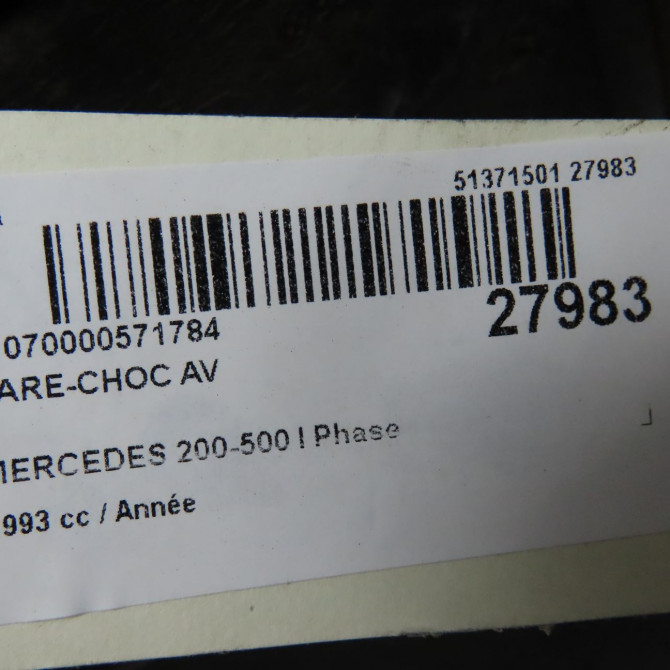 51371501 27983
070000571784
27983
ARE-CHOC AV
MERCEDES 200-500 I Phase
993 cc / Année